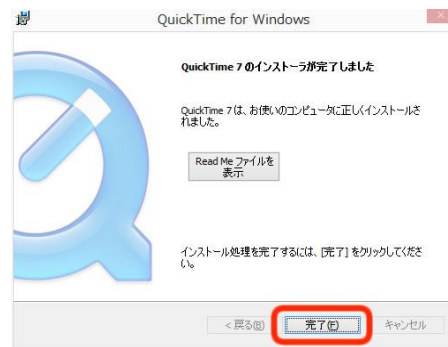 QuickTime for Windows
QuickTime 7 のインストーラが完了しました
QuickTime 7 は、お使いのコンピュータに正しくインストールさ
れました。
Read Me ファイルを
表示
インストール処理を完了するには、[完了] をクリックしてくださ
い。
< 戻る(B)
完了(F)
キャンセル